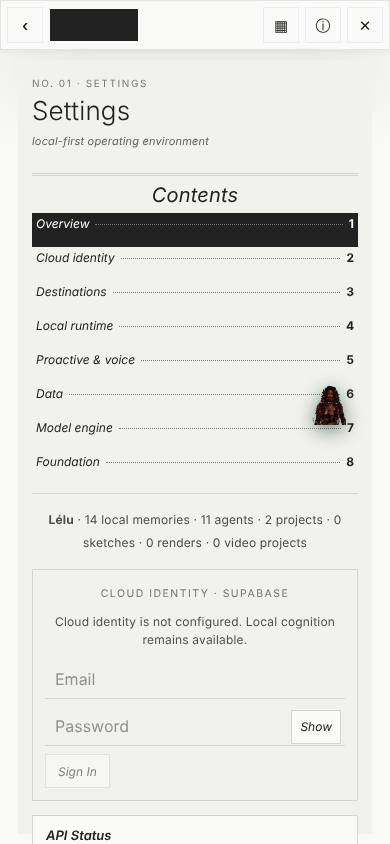 NO. 01 · SETTINGS
Settings
local-first operating environment
Contents
Overview 1
Cloud identity 2
Destinations 3
Local runtime 4
Proactive & voice 5
Data 6
Model engine 7
Foundation 8
Lélu · 14 local memories · 11 agents · 2 projects · 0
sketches · 0 renders · 0 video projects
CLOUD IDENTITY · SUPABASE
Cloud identity is not configured. Local cognition
remains available.
Email
Password Show
Sign In
API Status